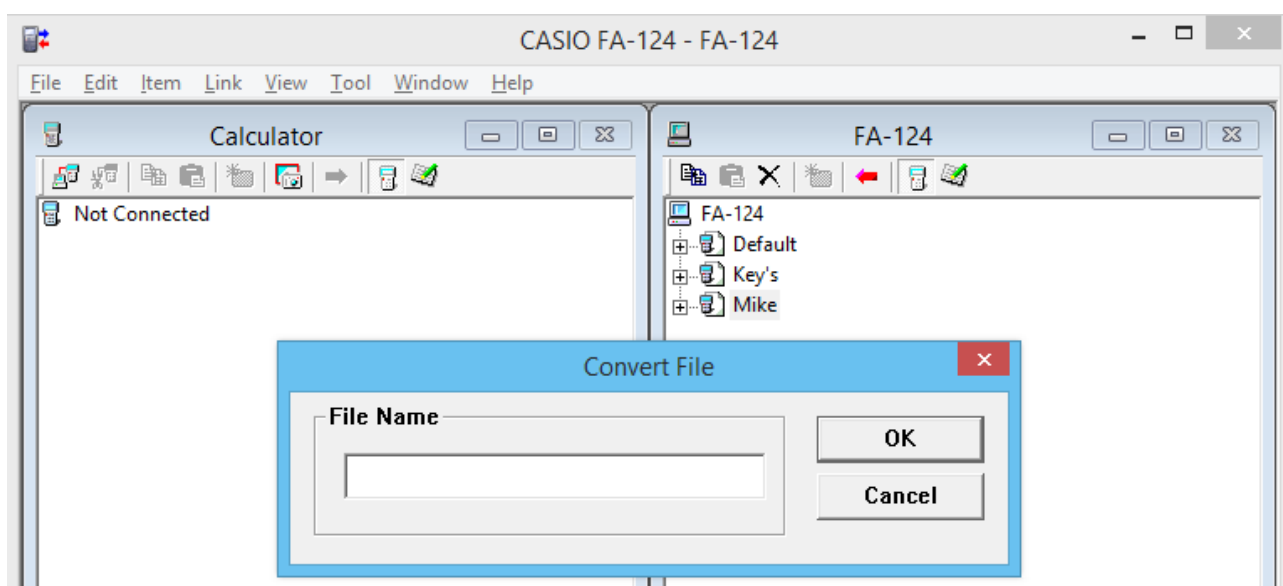 CASIO FA-124 - FA-124
File Edit Item Link View Tool Window Help
Calculator
Not Connected
FA-124
FA-124
Default
Key's
Mike
Convert File
File Name
OK
Cancel